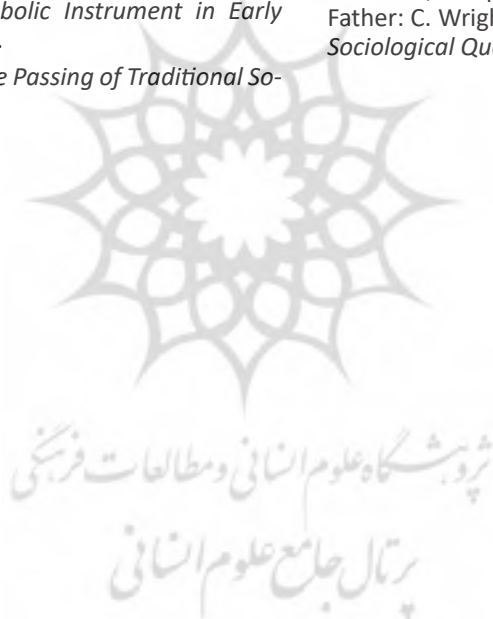 bolic Instrument in Early
e Passing of Traditional So-
Father: C. Wrigh
Sociological Qu
پژوهشگاه علوم انسانی و مطالعات فرهنگی
پرتال جامع علوم انسانی